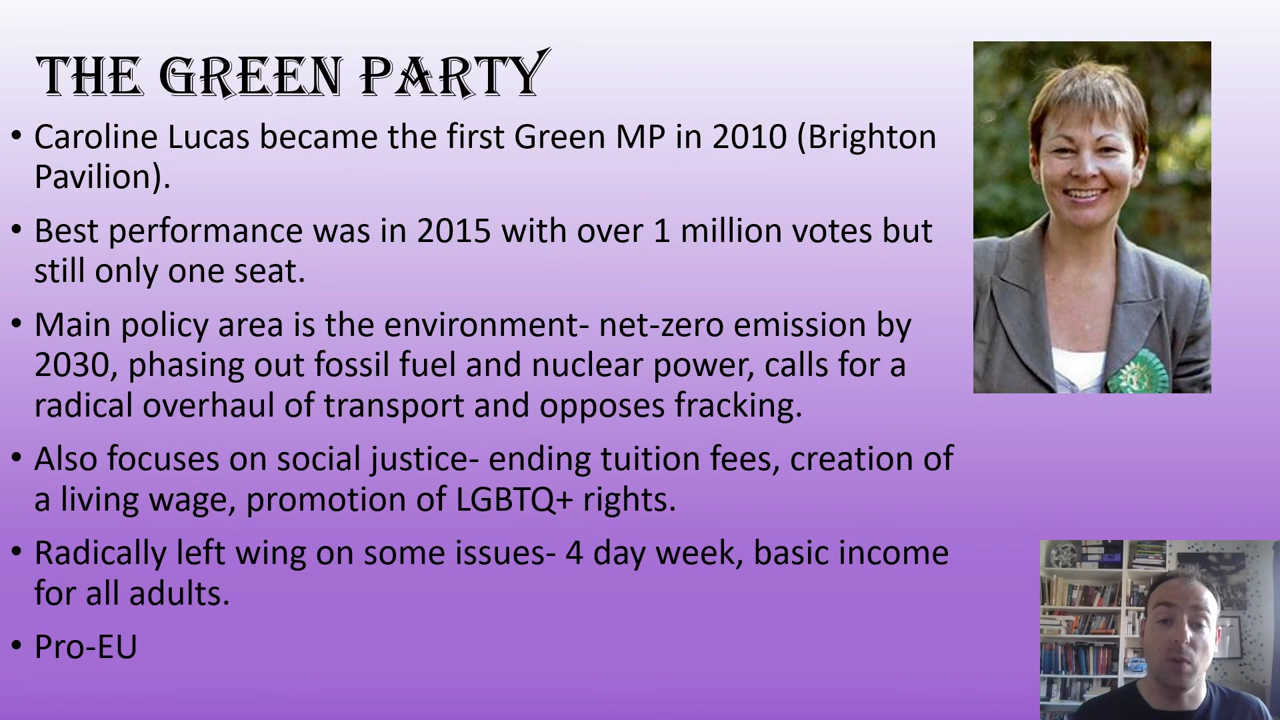 THE GREEN PARTY
• Caroline Lucas became the first Green MP in 2010 (Brighton
Pavilion).
• Best performance was in 2015 with over 1 million votes but
still only one seat.
• Main policy area is the environment- net-zero emission by
2030, phasing out fossil fuel and nuclear power, calls for a
radical overhaul of transport and opposes fracking.
• Also focuses on social justice- ending tuition fees, creation of
a living wage, promotion of LGBTQ+ rights.
• Radically left wing on some issues- 4 day week, basic income
for all adults.
• Pro-EU